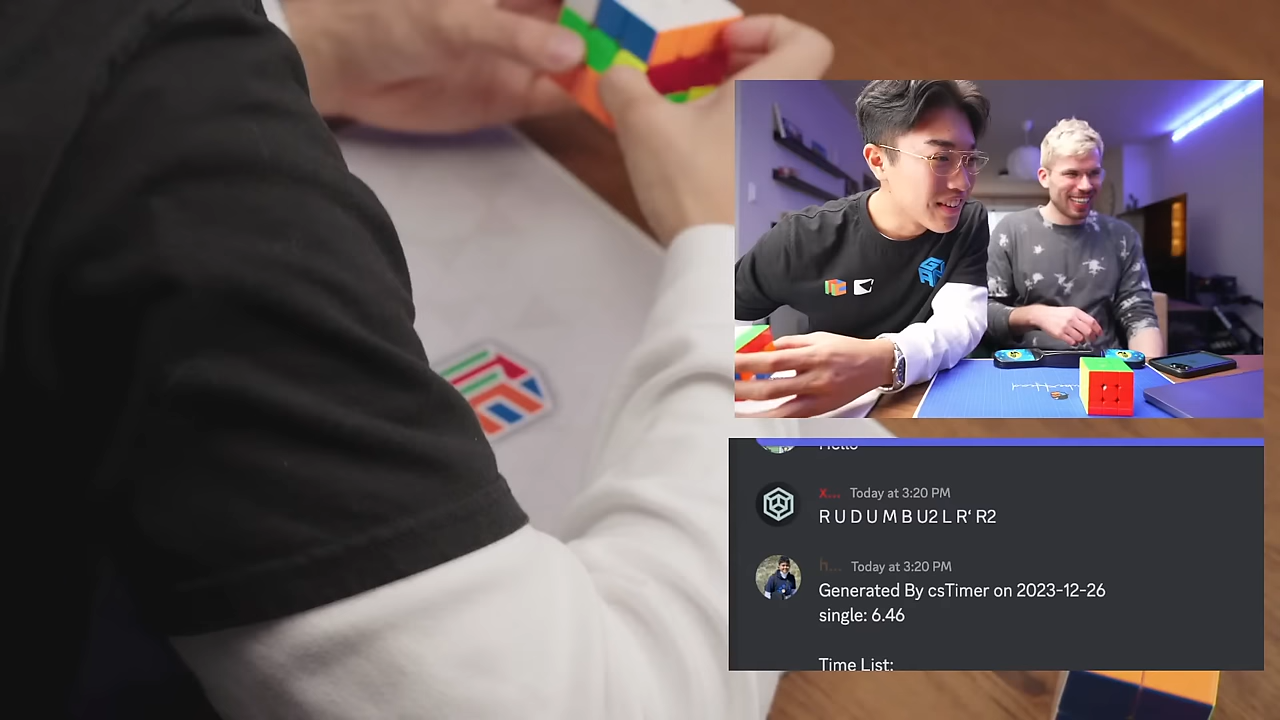 Hello
x... Today at 3:20 PM
R U D U M B U2 L R‘ R2
h... Today at 3:20 PM
Generated By csTimer on 2023-12-26
single: 6.46
Time List: